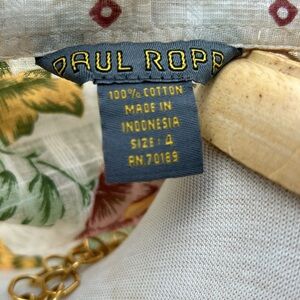 PAUL ROPP
100% COTTON
MADE IN
INDONESIA
SIZE: 4
RN. 70189